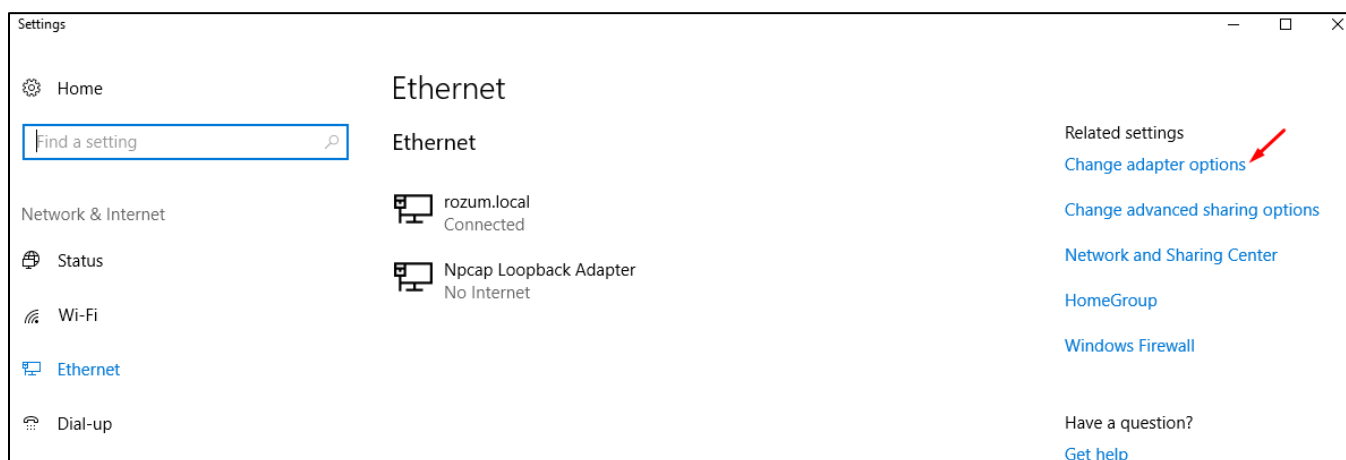 Settings
Home
Find a setting
Network & Internet
Status
Wi-Fi
Ethernet
Dial-up
Ethernet
Ethernet
rozum.local
Connected
Npcap Loopback Adapter
No Internet
Related settings
Change adapter options
Change advanced sharing options
Network and Sharing Center
HomeGroup
Windows Firewall
Have a question?
Get help